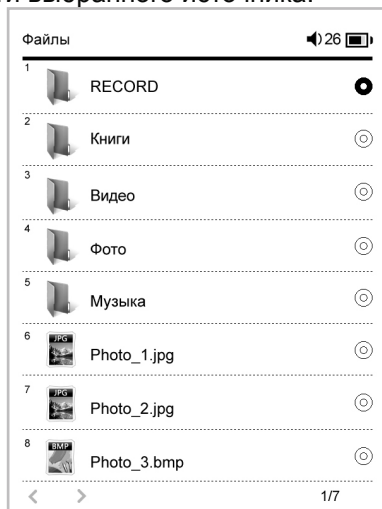 Файлы 26
1 RECORD
2 Книги
3 Видео
4 Фото
5 Музыка
6 JPG Photo_1.jpg
7 JPG Photo_2.jpg
8 BMP Photo_3.bmp
< > 1/7